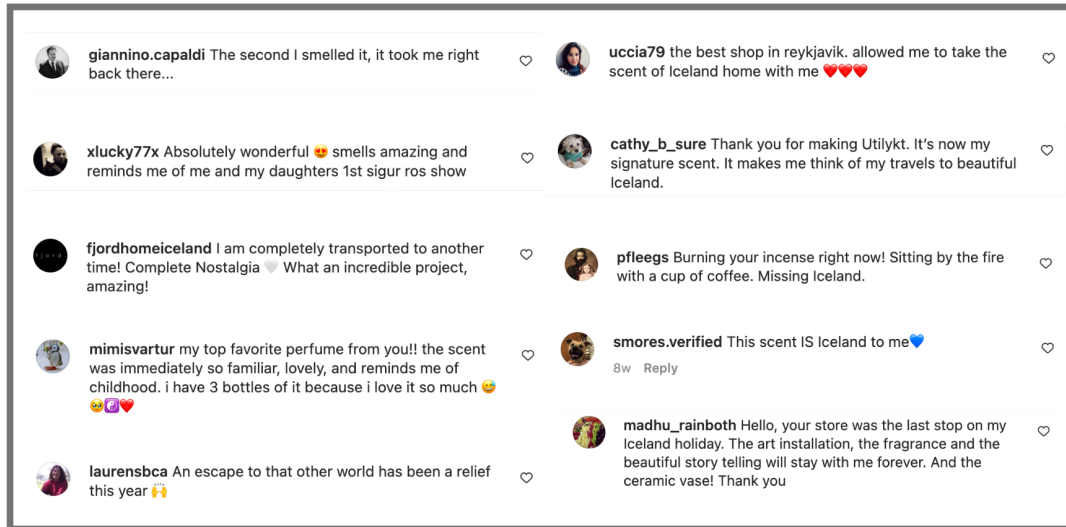 giannino.capaldi The second I smelled it, it took me right
back there...
xlucky77x Absolutely wonderful 😍 smells amazing and
reminds me of me and my daughters 1st sigur ros show
fjord.
fjordhomeiceland I am completely transported to another
time! Complete Nostalgia 🤍 What an incredible project,
amazing!
mimisvartur my top favorite perfume from you!! the scent
was immediately so familiar, lovely, and reminds me of
childhood. i have 3 bottles of it because i love it so much 😅
🥹☯️❤️
laurensbca An escape to that other world has been a relief
this year 🙌
uccia79 the best shop in reykjavik. allowed me to take the
scent of Iceland home with me ❤️❤️❤️
cathy_b_sure Thank you for making Utilykt. It’s now my
signature scent. It makes me think of my travels to beautiful
Iceland.
pfleegs Burning your incense right now! Sitting by the fire
with a cup of coffee. Missing Iceland.
smores.verified This scent IS Iceland to me💙
8w Reply
madhu_rainboth Hello, your store was the last stop on my
Iceland holiday. The art installation, the fragrance and the
beautiful story telling will stay with me forever. And the
ceramic vase! Thank you